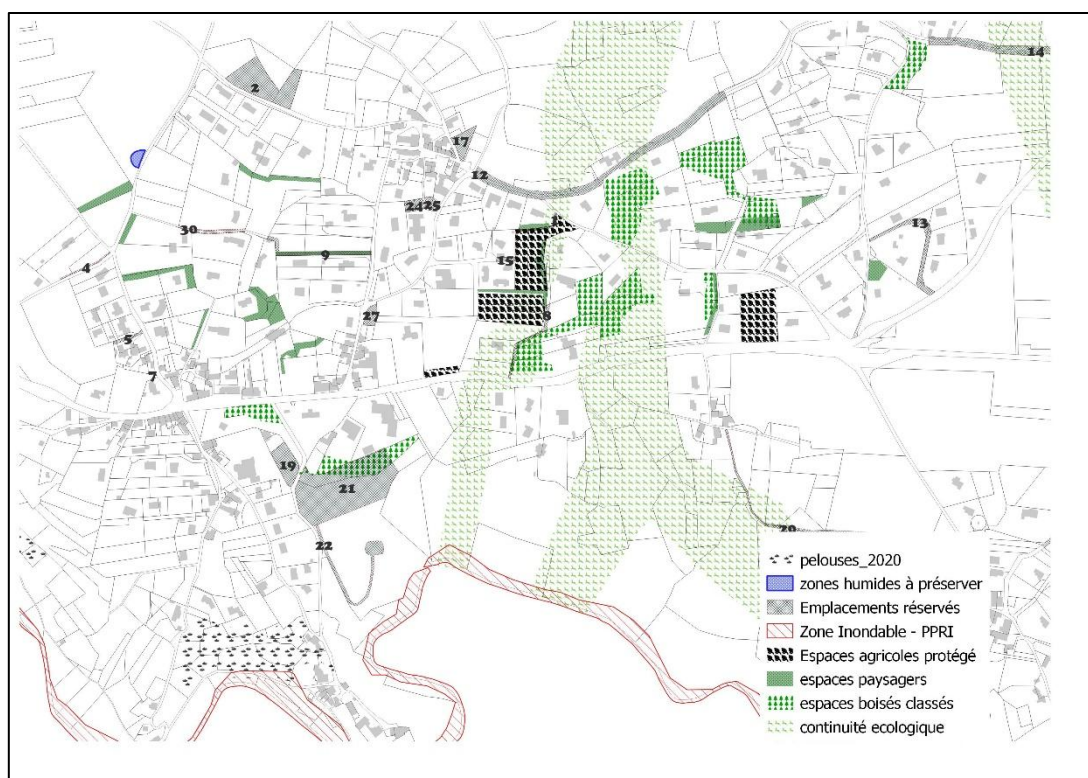 14
2
17
12
24 25
30
13
9
15
4
8
27
5
7
19
21
22
20
pelouses_2020
zones humides à préserver
Emplacements réservés
Zone Inondable - PPRI
Espaces agricoles protégé
espaces paysagers
espaces boisés classés
continuité ecologique